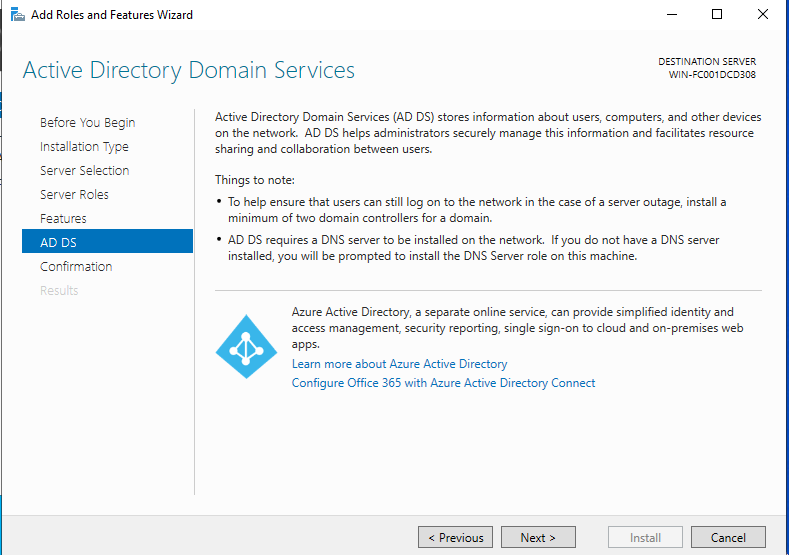 Add Roles and Features Wizard
Active Directory Domain Services
DESTINATION SERVER
WIN-FC001DCD308
Before You Begin
Installation Type
Server Selection
Server Roles
Features
AD DS
Confirmation
Results
Active Directory Domain Services (AD DS) stores information about users, computers, and other devices
on the network.  AD DS helps administrators securely manage this information and facilitates resource
sharing and collaboration between users.
Things to note:
• To help ensure that users can still log on to the network in the case of a server outage, install a
minimum of two domain controllers for a domain.
• AD DS requires a DNS server to be installed on the network.  If you do not have a DNS server
installed, you will be prompted to install the DNS Server role on this machine.
Azure Active Directory, a separate online service, can provide simplified identity and
access management, security reporting, single sign-on to cloud and on-premises web
apps.
Learn more about Azure Active Directory
Configure Office 365 with Azure Active Directory Connect
< Previous
Next >
Install
Cancel